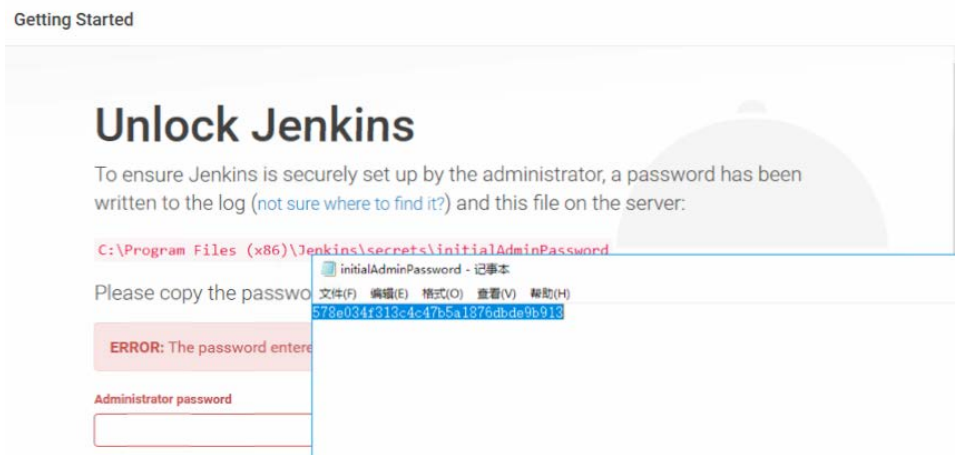 Getting Started
Unlock Jenkins
To ensure Jenkins is securely set up by the administrator, a password has been
written to the log (not sure where to find it?) and this file on the server:
C:\Program Files (x86)\Jenkins\secrets\initialAdminPassword
initialAdminPassword - 记事本
Please copy the passwo
文件(F) 编辑(E) 格式(O) 查看(V) 帮助(H)
578e034f313c4c47b5a1876dbde9b913
ERROR: The password entere
Administrator password